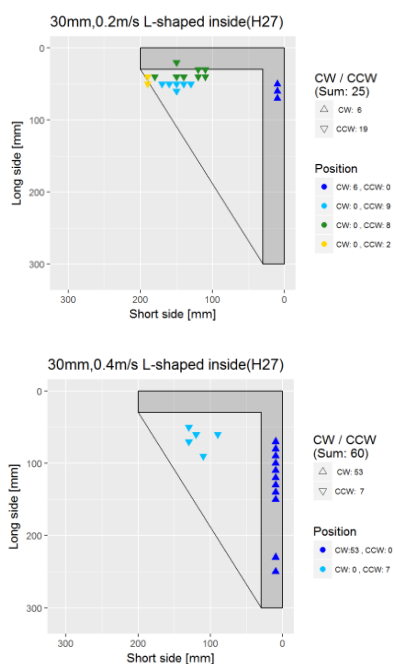 30mm,0.2m/s L-shaped inside(H27)
0
100
200
300
Long side [mm]
300
200
100
0
Short side [mm]
CW / CCW
(Sum: 25)
CW: 6
CCW: 19
Position
CW: 6 , CCW: 0
CW: 0 , CCW: 9
CW: 0 , CCW: 8
CW: 0 , CCW: 2
30mm,0.4m/s L-shaped inside(H27)
0
100
200
300
Long side [mm]
300
200
100
0
Short side [mm]
CW / CCW
(Sum: 60)
CW: 53
CCW: 7
Position
CW:53 , CCW: 0
CW: 0 , CCW: 7